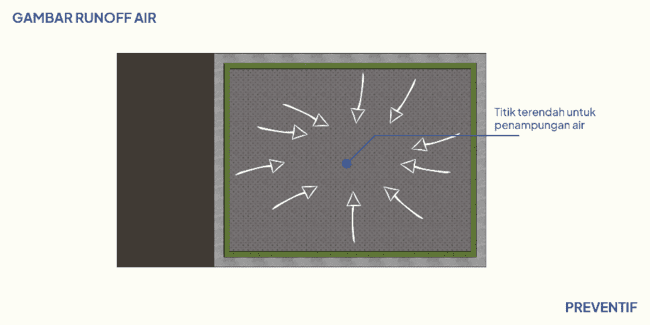 GAMBAR RUNOFF AIR
Titik terendah untuk
penampungan air
PREVENTIF